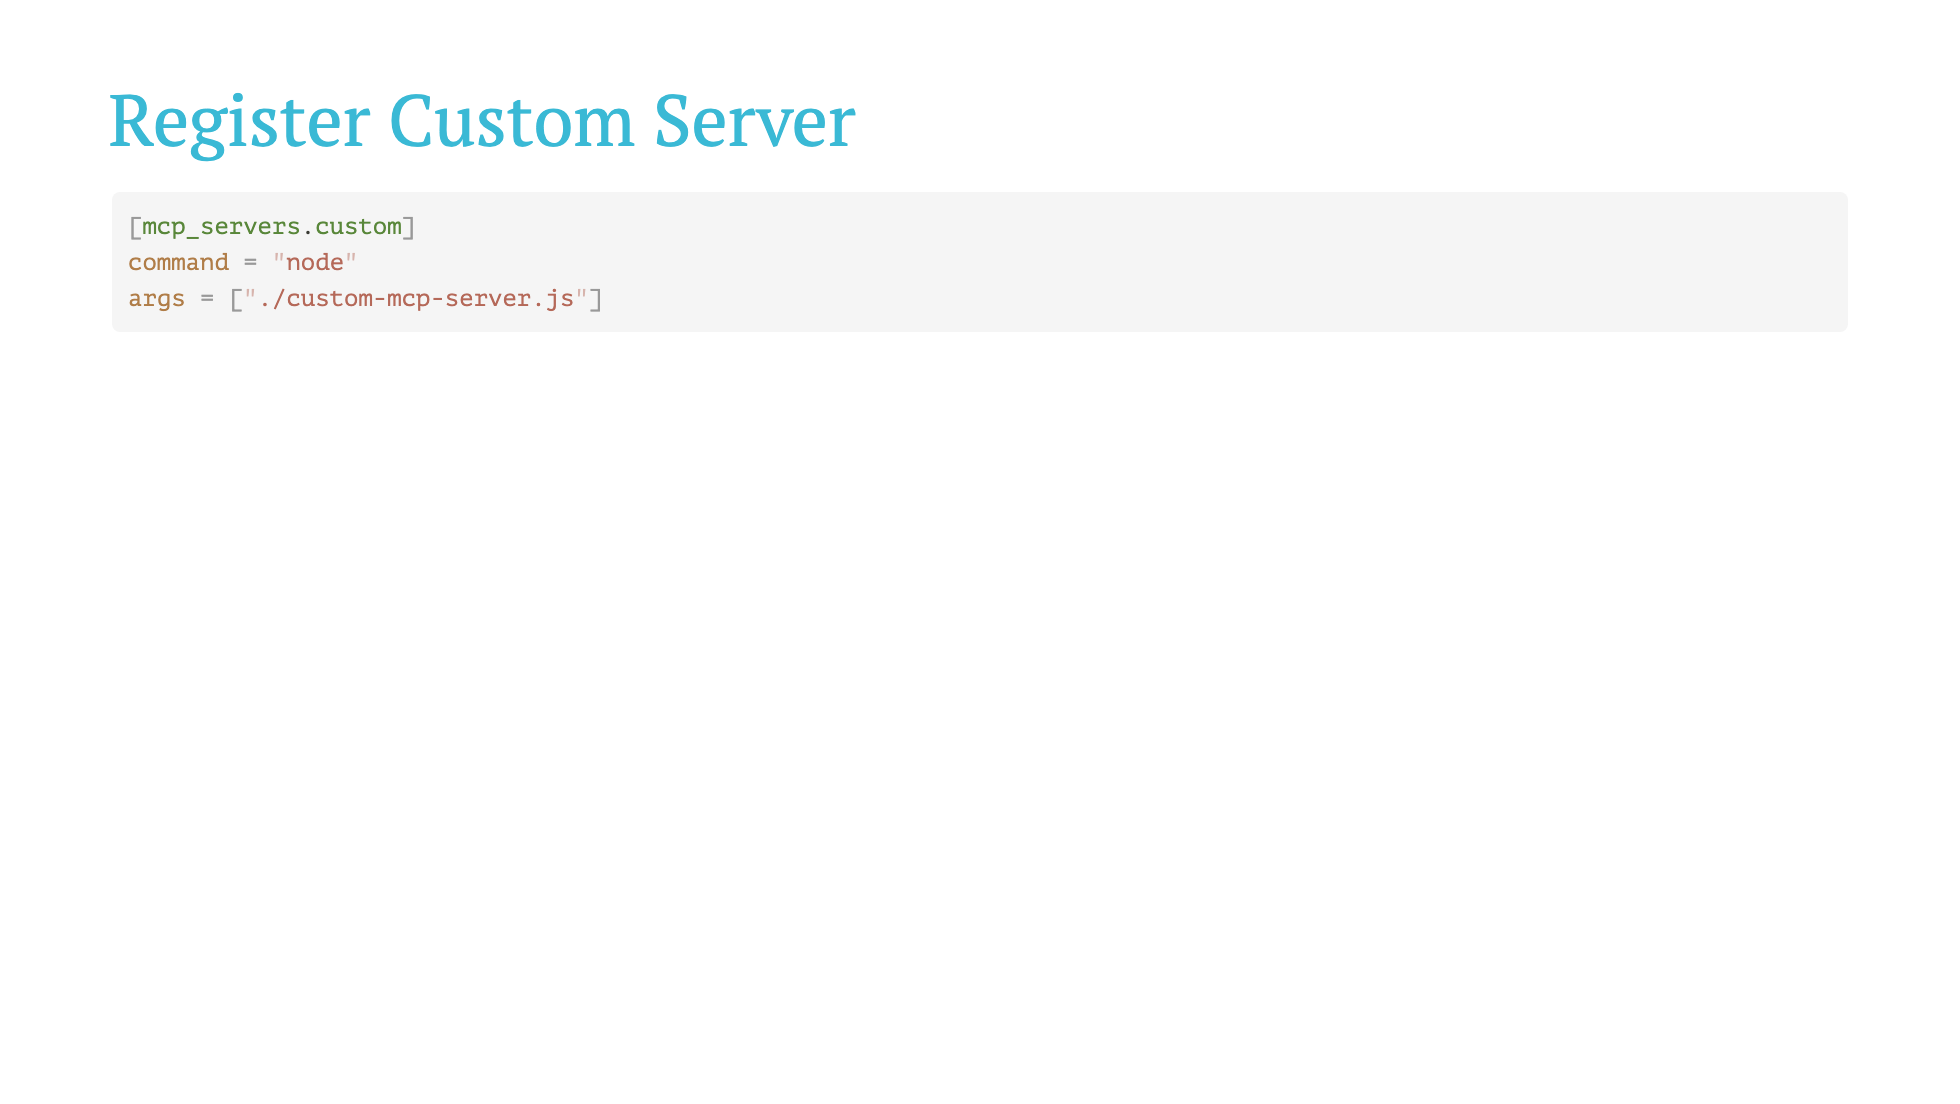 Register Custom Server
[mcp_servers.custom]
command = "node"
args = ["./custom-mcp-server.js"]